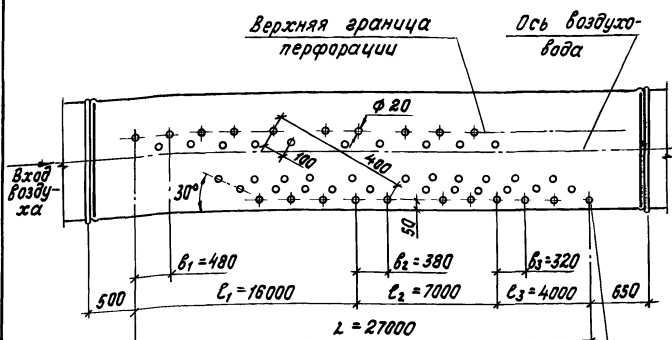 Верхняя граница
перфорации
Ось воздухо-
вода
ф 20
100
400
Вход
возду-
ха
30°
50
в₁=480
в₂=380
в₃=320
500
ℓ₁=16000
ℓ₂=7000
ℓ₃=4000
650
L=27000